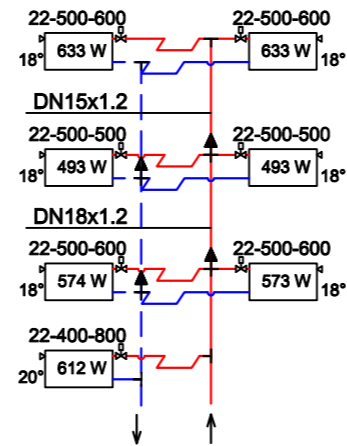 22-500-600 22-500-600
633 W 633 W
18° 18°
DN15x1.2
22-500-500 22-500-500
493 W 493 W
18° 18°
DN18x1.2
22-500-600 22-500-600
574 W 573 W
18° 18°
22-400-800
612 W
20°